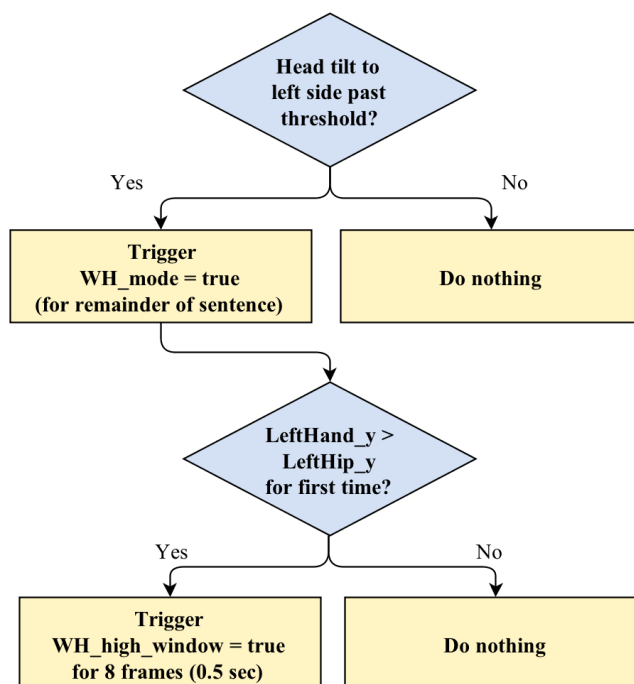 Head tilt to
left side past
threshold?
Yes
No
Trigger
WH_mode = true
(for remainder of sentence)
Do nothing
LeftHand_y >
LeftHip_y
for first time?
Yes
No
Trigger
WH_high_window = true
for 8 frames (0.5 sec)
Do nothing